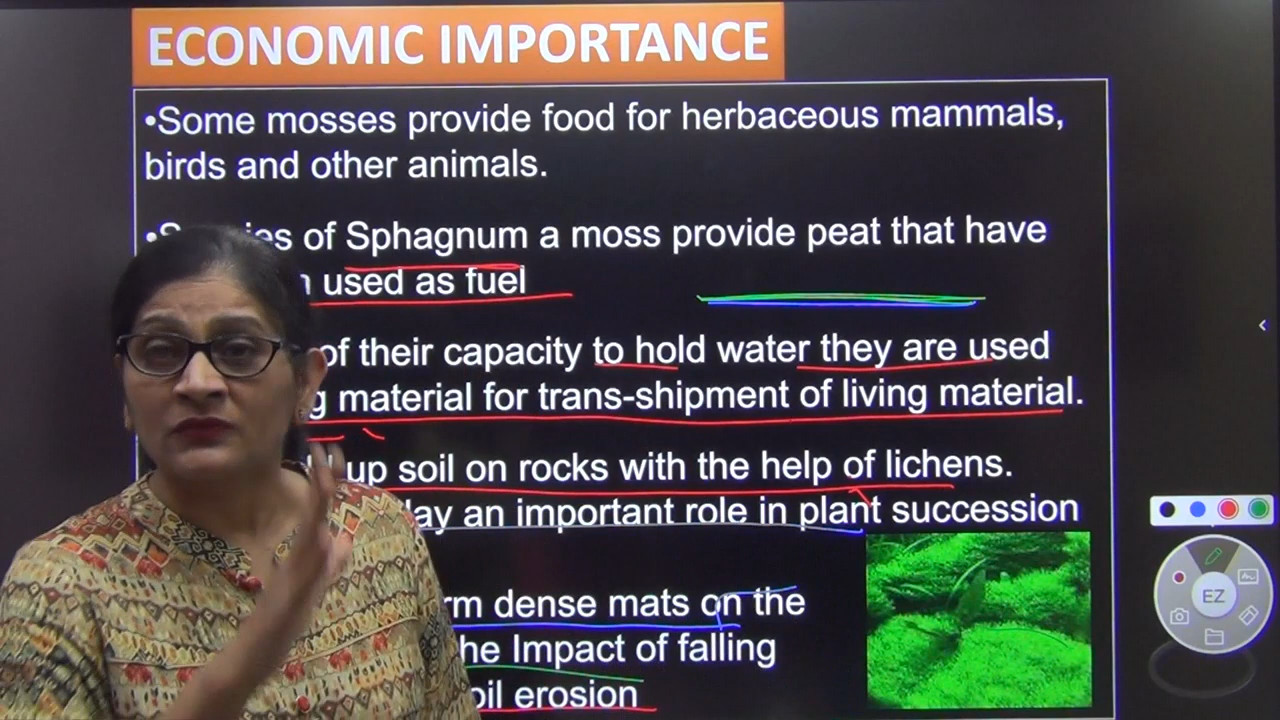 ECONOMIC IMPORTANCE
•Some mosses provide food for herbaceous mammals,
birds and other animals.
of Sphagnum a moss provide peat that have
used as fuel
of their capacity to hold water they are used
material for trans-shipment of living material.
up soil on rocks with the help of lichens.
an important role in plant succession
dense mats on the
Impact of falling
erosion
EZ